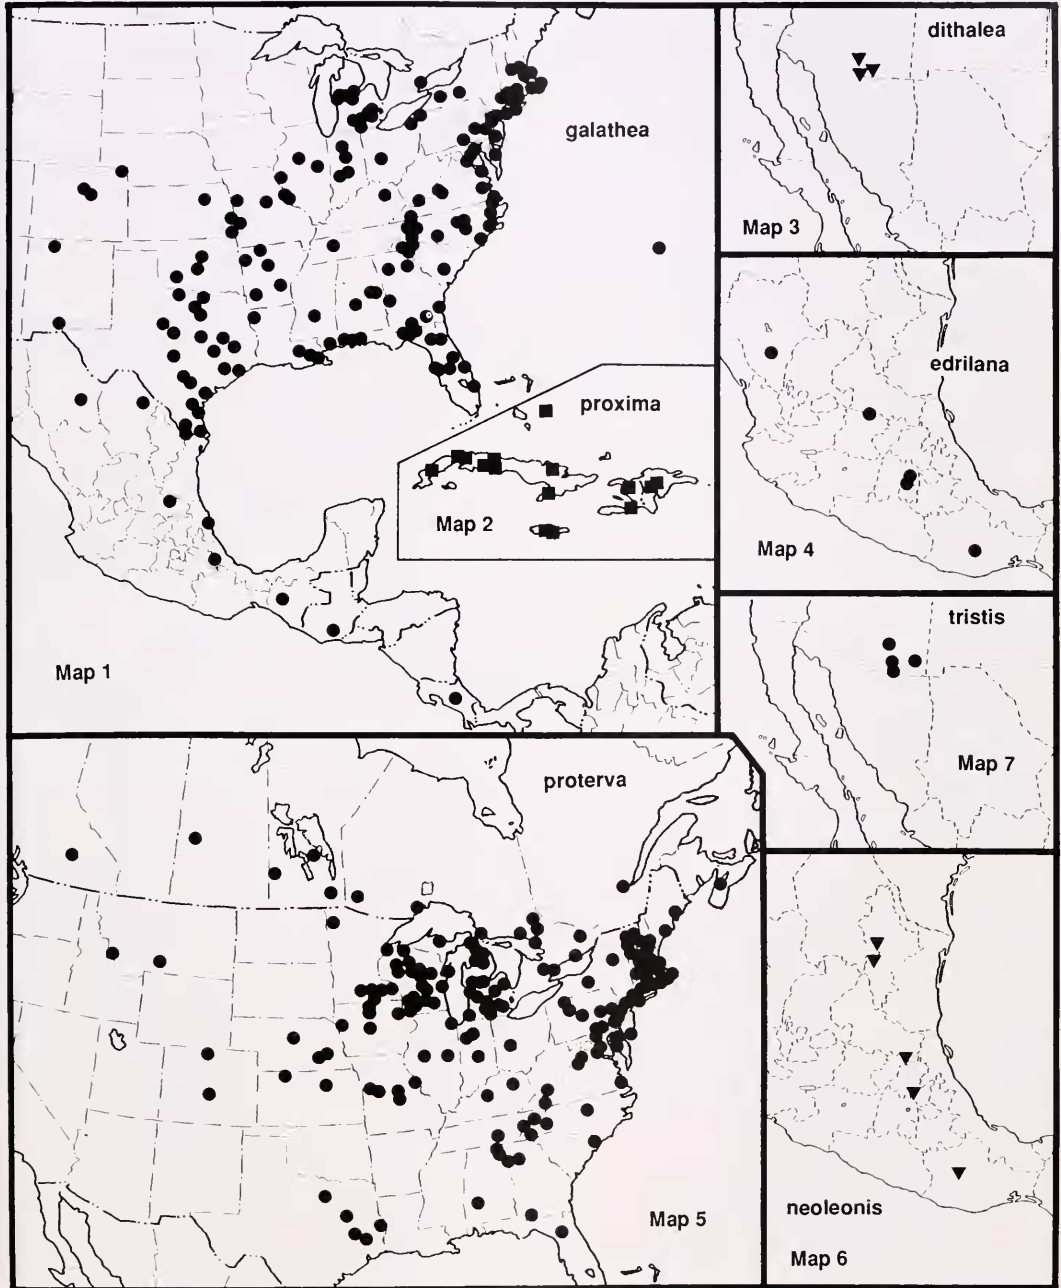 galathea
proxima
Map 2
Map 1
dithalea
Map 3
edrilana
Map 4
tristis
Map 7
proterva
Map 5
neoleonis
Map 6